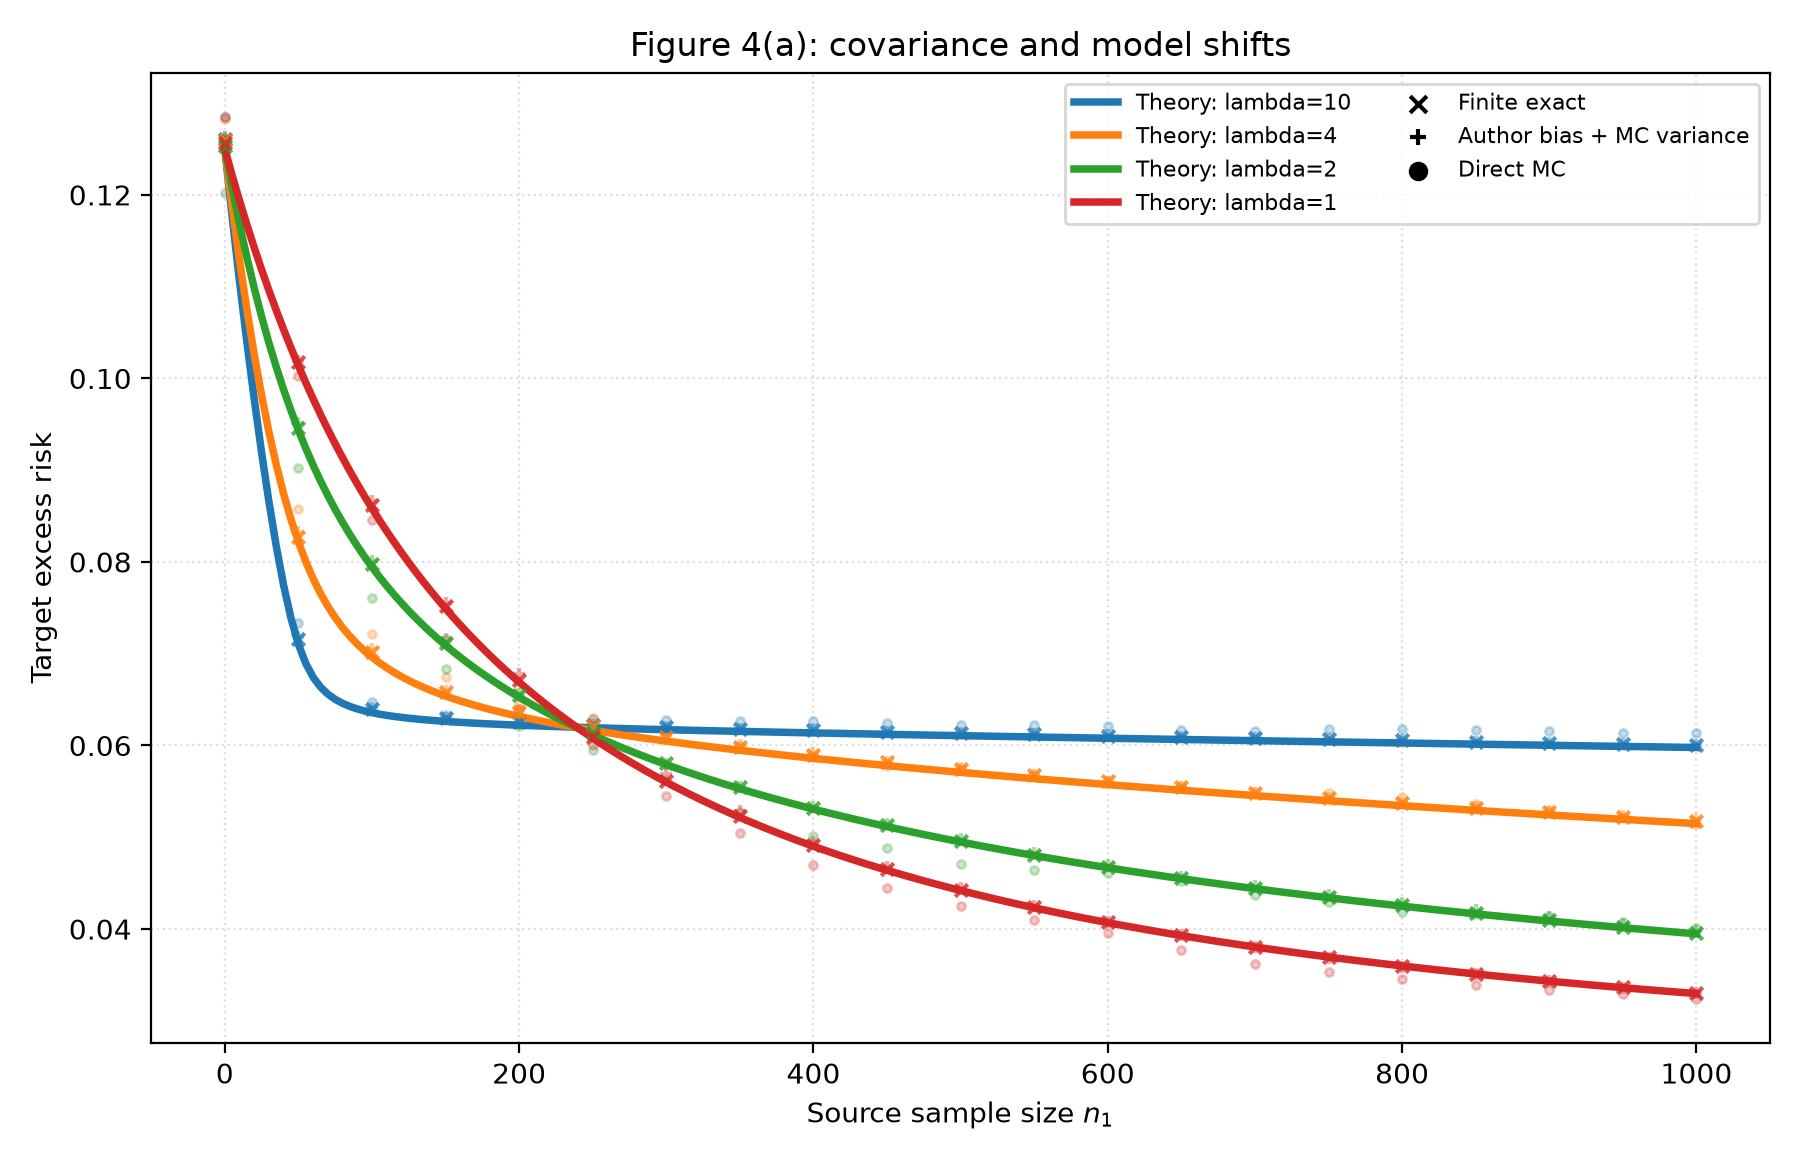 Figure 4(a): covariance and model shifts
Theory: lambda=10
Theory: lambda=4
Theory: lambda=2
Theory: lambda=1
Finite exact
Author bias + MC variance
Direct MC
Target excess risk
0.12
0.10
0.08
0.06
0.04
0
200
400
600
800
1000
Source sample size n₁